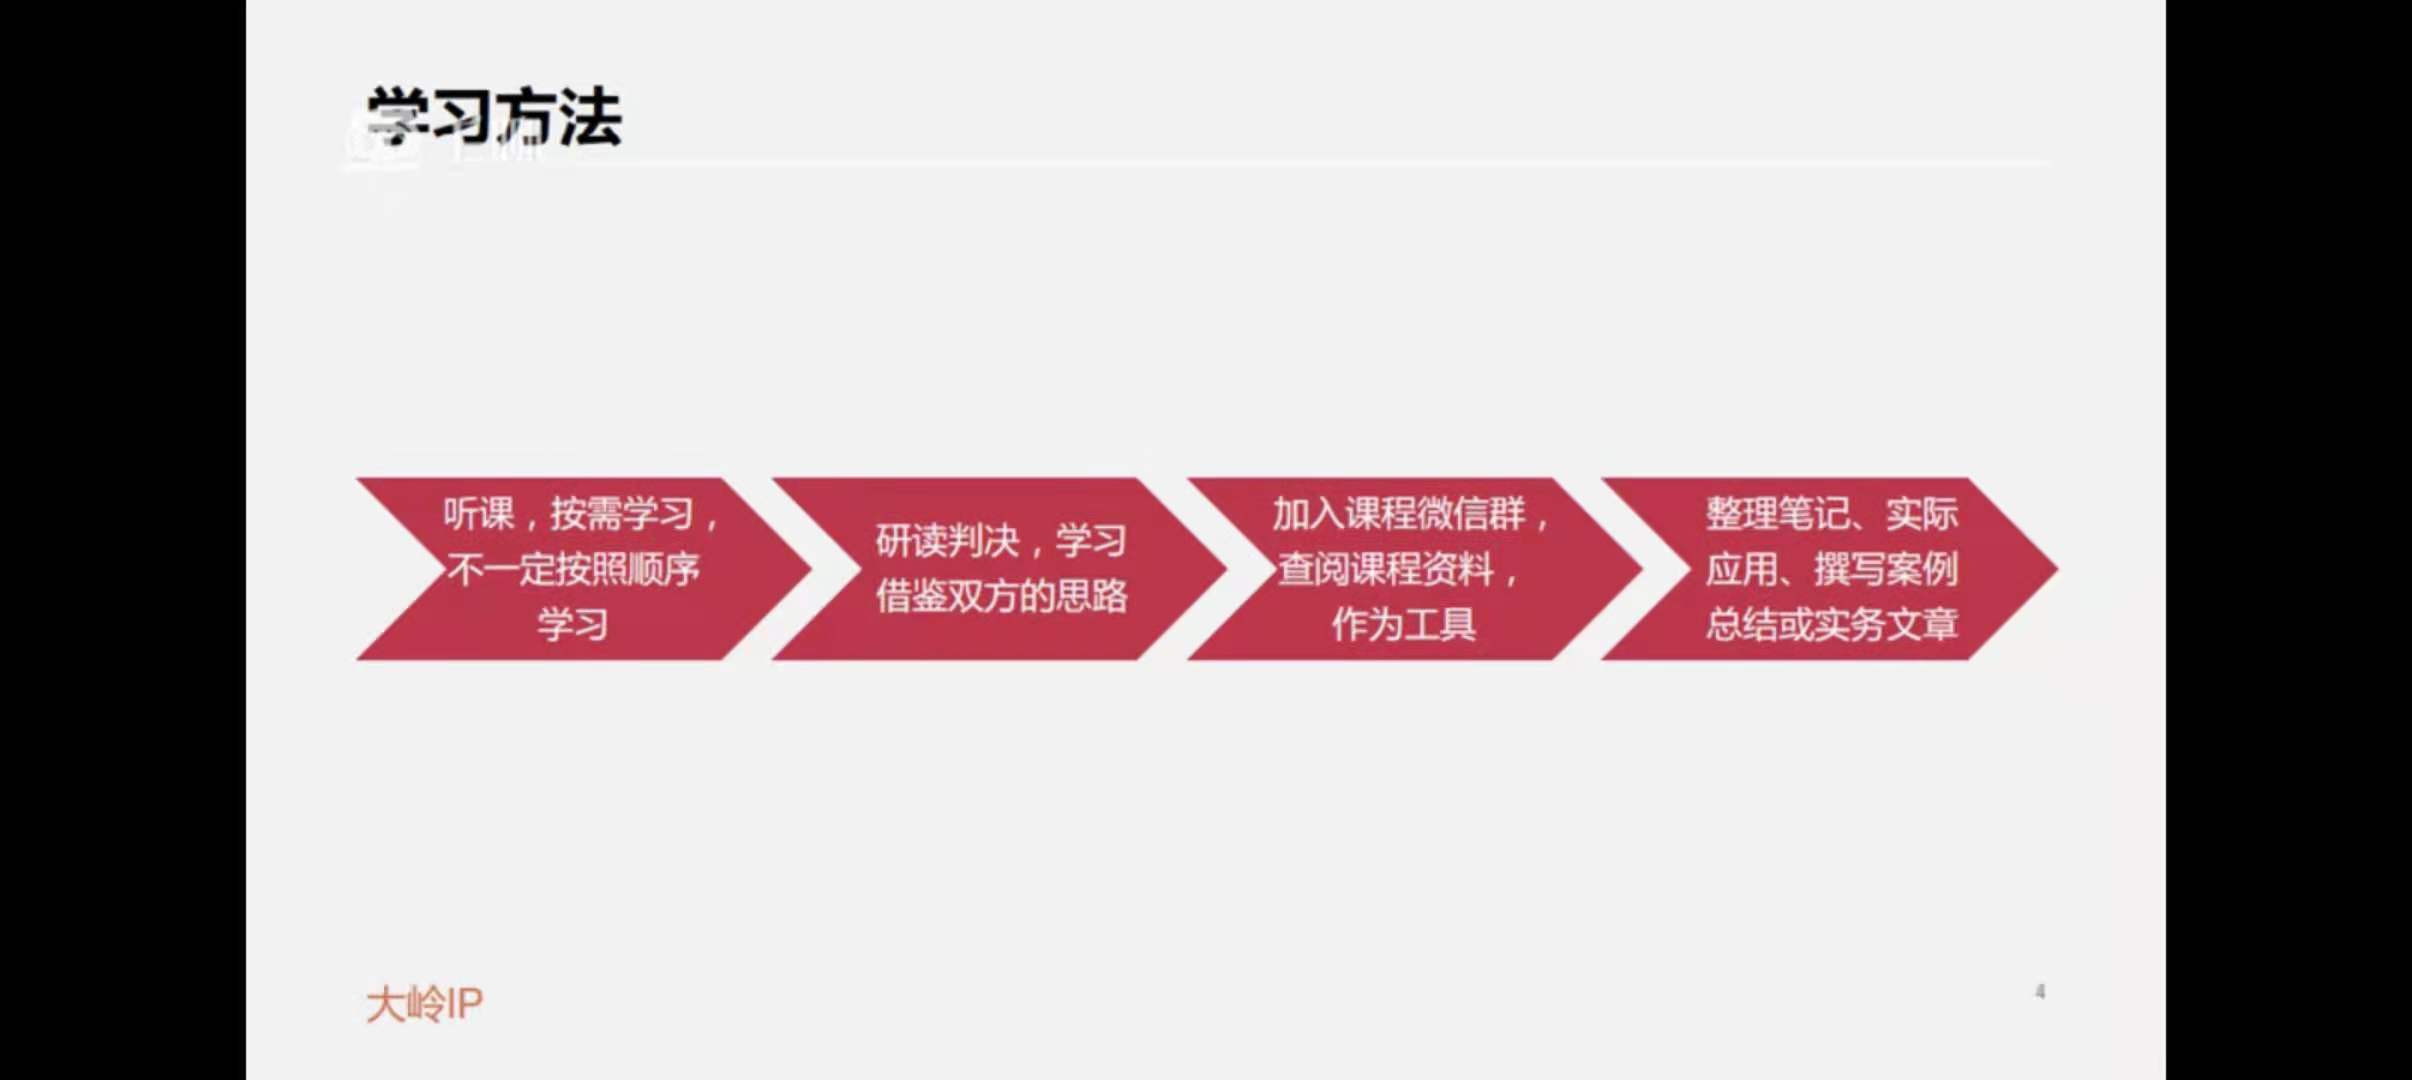 学习方法
听课，按需学习，
不一定按照顺序
学习
研读判决，学习
借鉴双方的思路
加入课程微信群，
查阅课程资料，
作为工具
整理笔记、实际
应用、撰写案例
总结或实务文章
大岭IP
4